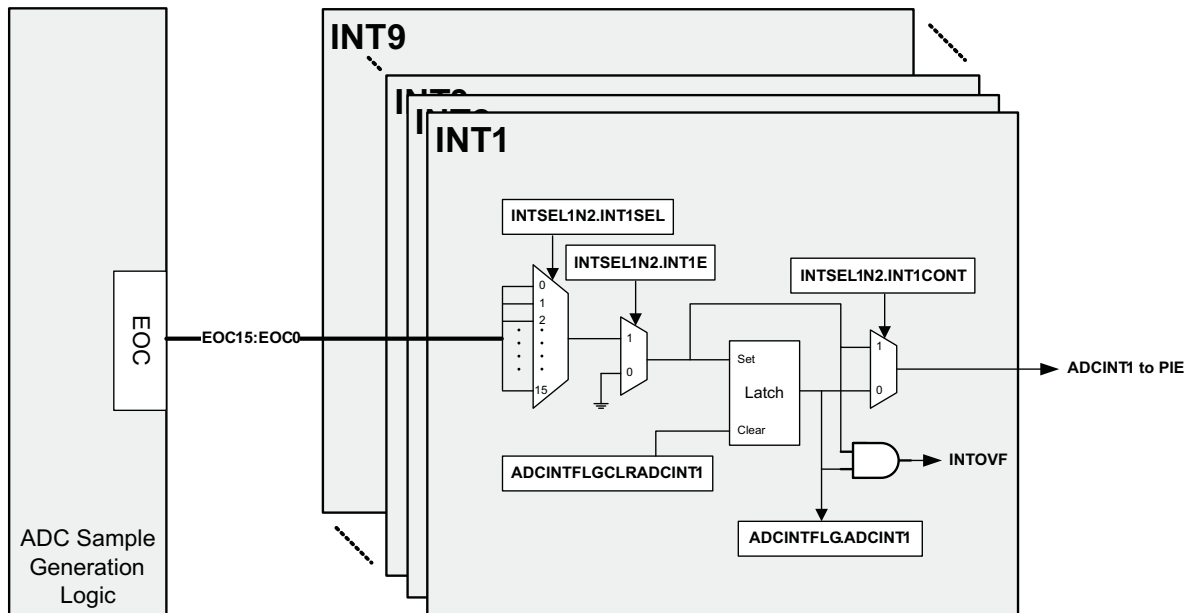 INT9
INT1
INTSEL1N2.INT1SEL
INTSEL1N2.INT1E
INTSEL1N2.INT1CONT
0
1
2
15
1
0
Set
Latch
Clear
1
0
EOC
EOC15:EOC0
ADCINT1 to PIE
INTOVF
ADCINTFLGCLRADCINT1
ADCINTFLG.ADCINT1
ADC Sample
Generation
Logic